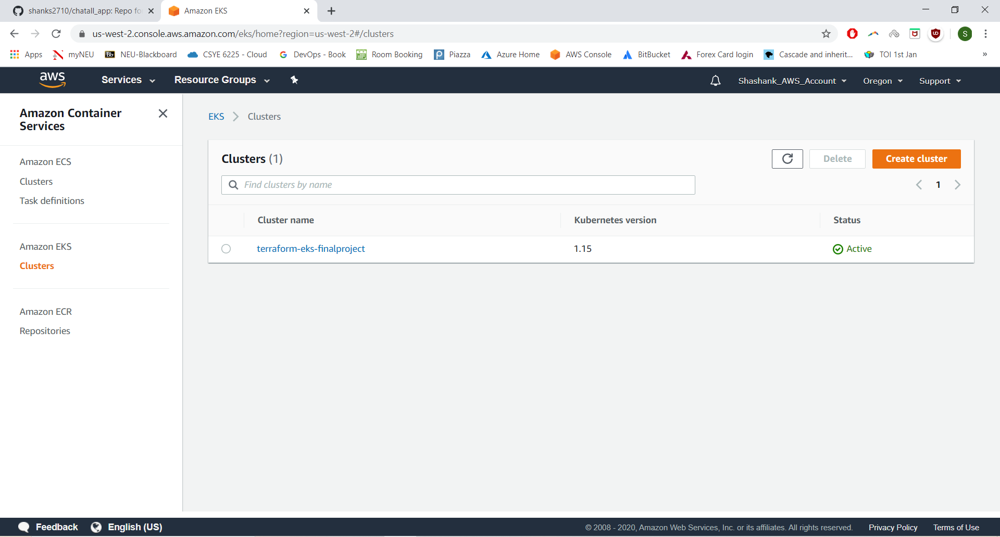 shanks2710/chatall_app: Repo for
Amazon EKS
us-west-2.console.aws.amazon.com/eks/home?region=us-west-2#/clusters
S
Apps myNEU Bb NEU-Blackboard CSYE 6225 - Cloud DevOps - Book Room Booking Piazza Azure Home AWS Console BitBucket Forex Card login Cascade and inherit... TOI 1st Jan »
aws Services Resource Groups Shashank_AWS_Account Oregon Support
Amazon Container
Services
Amazon ECS
Clusters
Task definitions
Amazon EKS
Clusters
Amazon ECR
Repositories
EKS Clusters
Clusters (1)
Delete
Create cluster
Find clusters by name
1
Cluster name Kubernetes version Status
terraform-eks-finalproject 1.15 Active
Feedback English (US)
© 2008 - 2020, Amazon Web Services, Inc. or its affiliates. All rights reserved. Privacy Policy Terms of Use